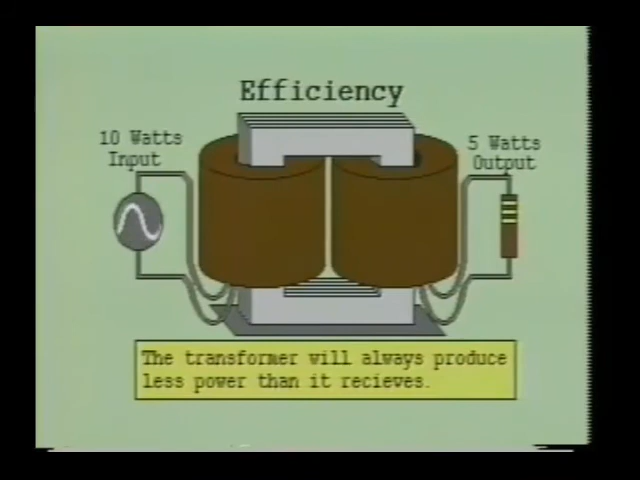 Efficiency
10 Watts
Input
5 Watts
Output
The transformer will always produce
less power than it recieves.